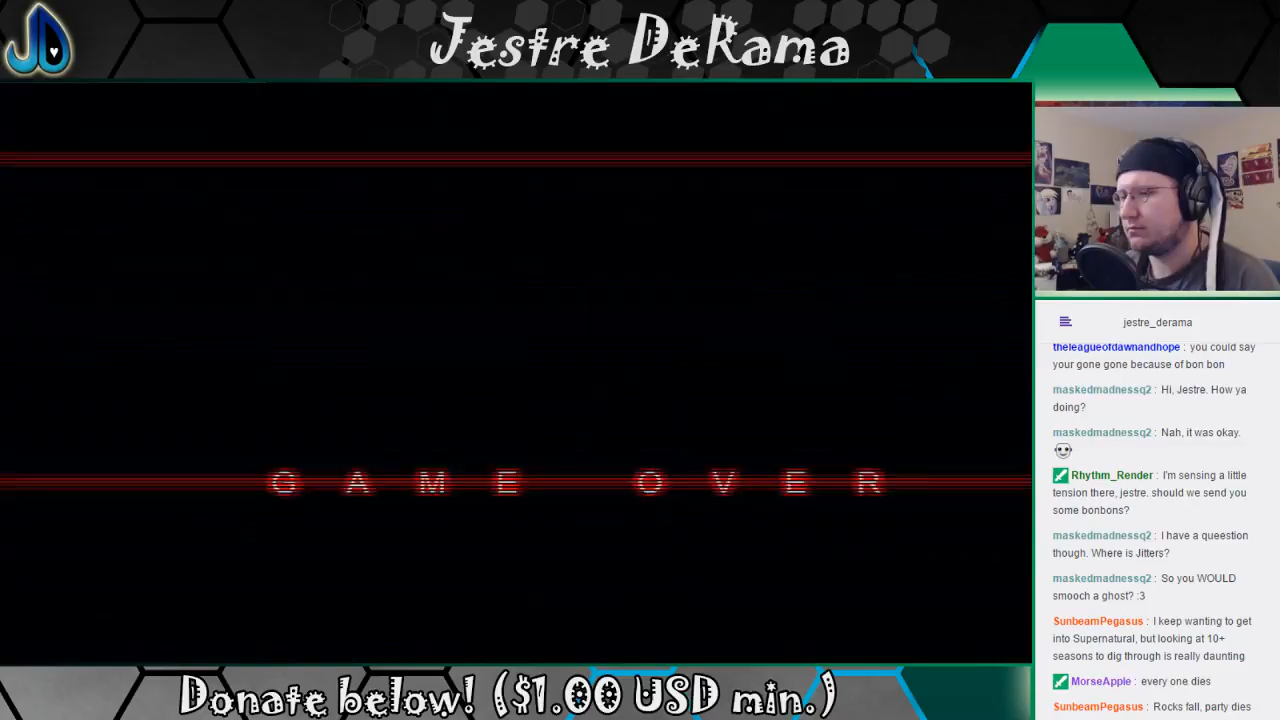 JD
Jestre DeRama
GAME OVER
jestre_derama
theleagueofdawnandhope : you could say
your gone gone because of bon bon
maskedmadnessq2 : Hi, Jestre. How ya
doing?
maskedmadnessq2 : Nah, it was okay.
Rhythm_Render : I'm sensing a little
tension there, jestre. should we send you
some bonbons?
maskedmadnessq2 : I have a queestion
though. Where is Jitters?
maskedmadnessq2 : So you WOULD
smooch a ghost? :3
SunbeamPegasus : I keep wanting to get
into Supernatural, but looking at 10+
seasons to dig through is really daunting
MorseApple : every one dies
SunbeamPegasus : Rocks fall, party dies
Donate below! ($1.00 USD min.)